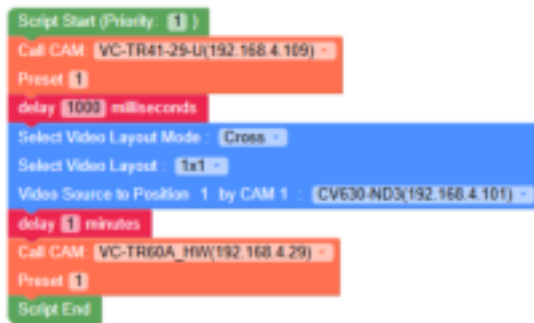 Script Start (Priority: 1 )
Call CAM: VC-TR41-29-U(192.168.4.109)
Preset 1
delay 1000 milliseconds
Select Video Layout Mode : Cross
Select Video Layout : 1x1
Video Source to Position 1 by CAM 1 : CV630-ND3(192.168.4.101)
delay 1 minutes
Call CAM: VC-TR60A_HW(192.168.4.29)
Preset 1
Script End